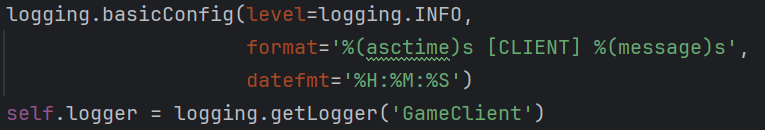 logging.basicConfig(level=logging.INFO,
format='%(asctime)s [CLIENT] %(message)s',
datefmt='%H:%M:%S')
self.logger = logging.getLogger('GameClient')